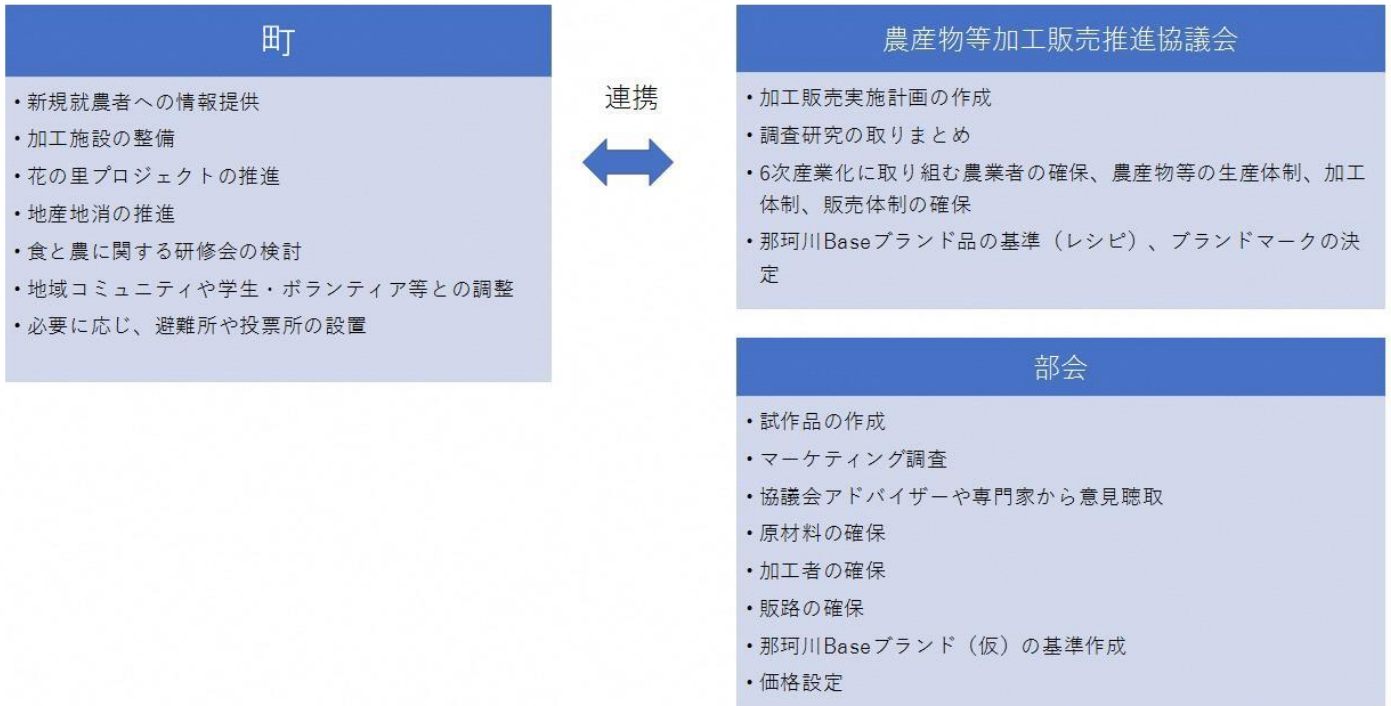 町
・新規就農者への情報提供
・加工施設の整備
・花の里プロジェクトの推進
・地産地消の推進
・食と農に関する研修会の検討
・地域コミュニティや学生・ボランティア等との調整
・必要に応じ、避難所や投票所の設置
連携
農産物等加工販売推進協議会
・加工販売実施計画の作成
・調査研究の取りまとめ
・6次産業化に取り組む農業者の確保、農産物等の生産体制、加工
体制、販売体制の確保
・那珂川Baseブランド品の基準（レシピ）、ブランドマークの決
定
部会
・試作品の作成
・マーケティング調査
・協議会アドバイザーや専門家から意見聴取
・原材料の確保
・加工者の確保
・販路の確保
・那珂川Baseブランド（仮）の基準作成
・価格設定